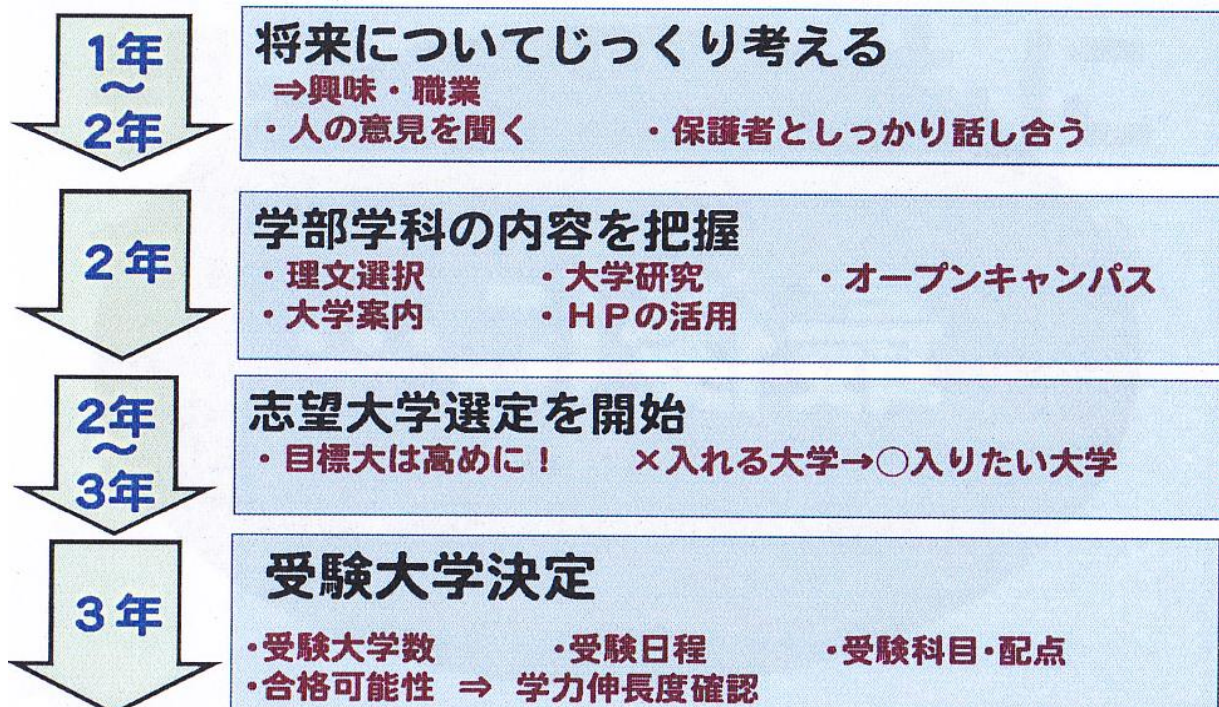 1年
～
2年
将来についてじっくり考える
⇒興味・職業
・人の意見を聞く ・保護者としっかり話し合う
2年
学部学科の内容を把握
・理文選択 ・大学研究 ・オープンキャンパス
・大学案内 ・ＨＰの活用
2年
～
3年
志望大学選定を開始
・目標大は高めに！ ×入れる大学→○入りたい大学
3年
受験大学決定
・受験大学数 ・受験日程 ・受験科目・配点
・合格可能性 ⇒ 学力伸長度確認